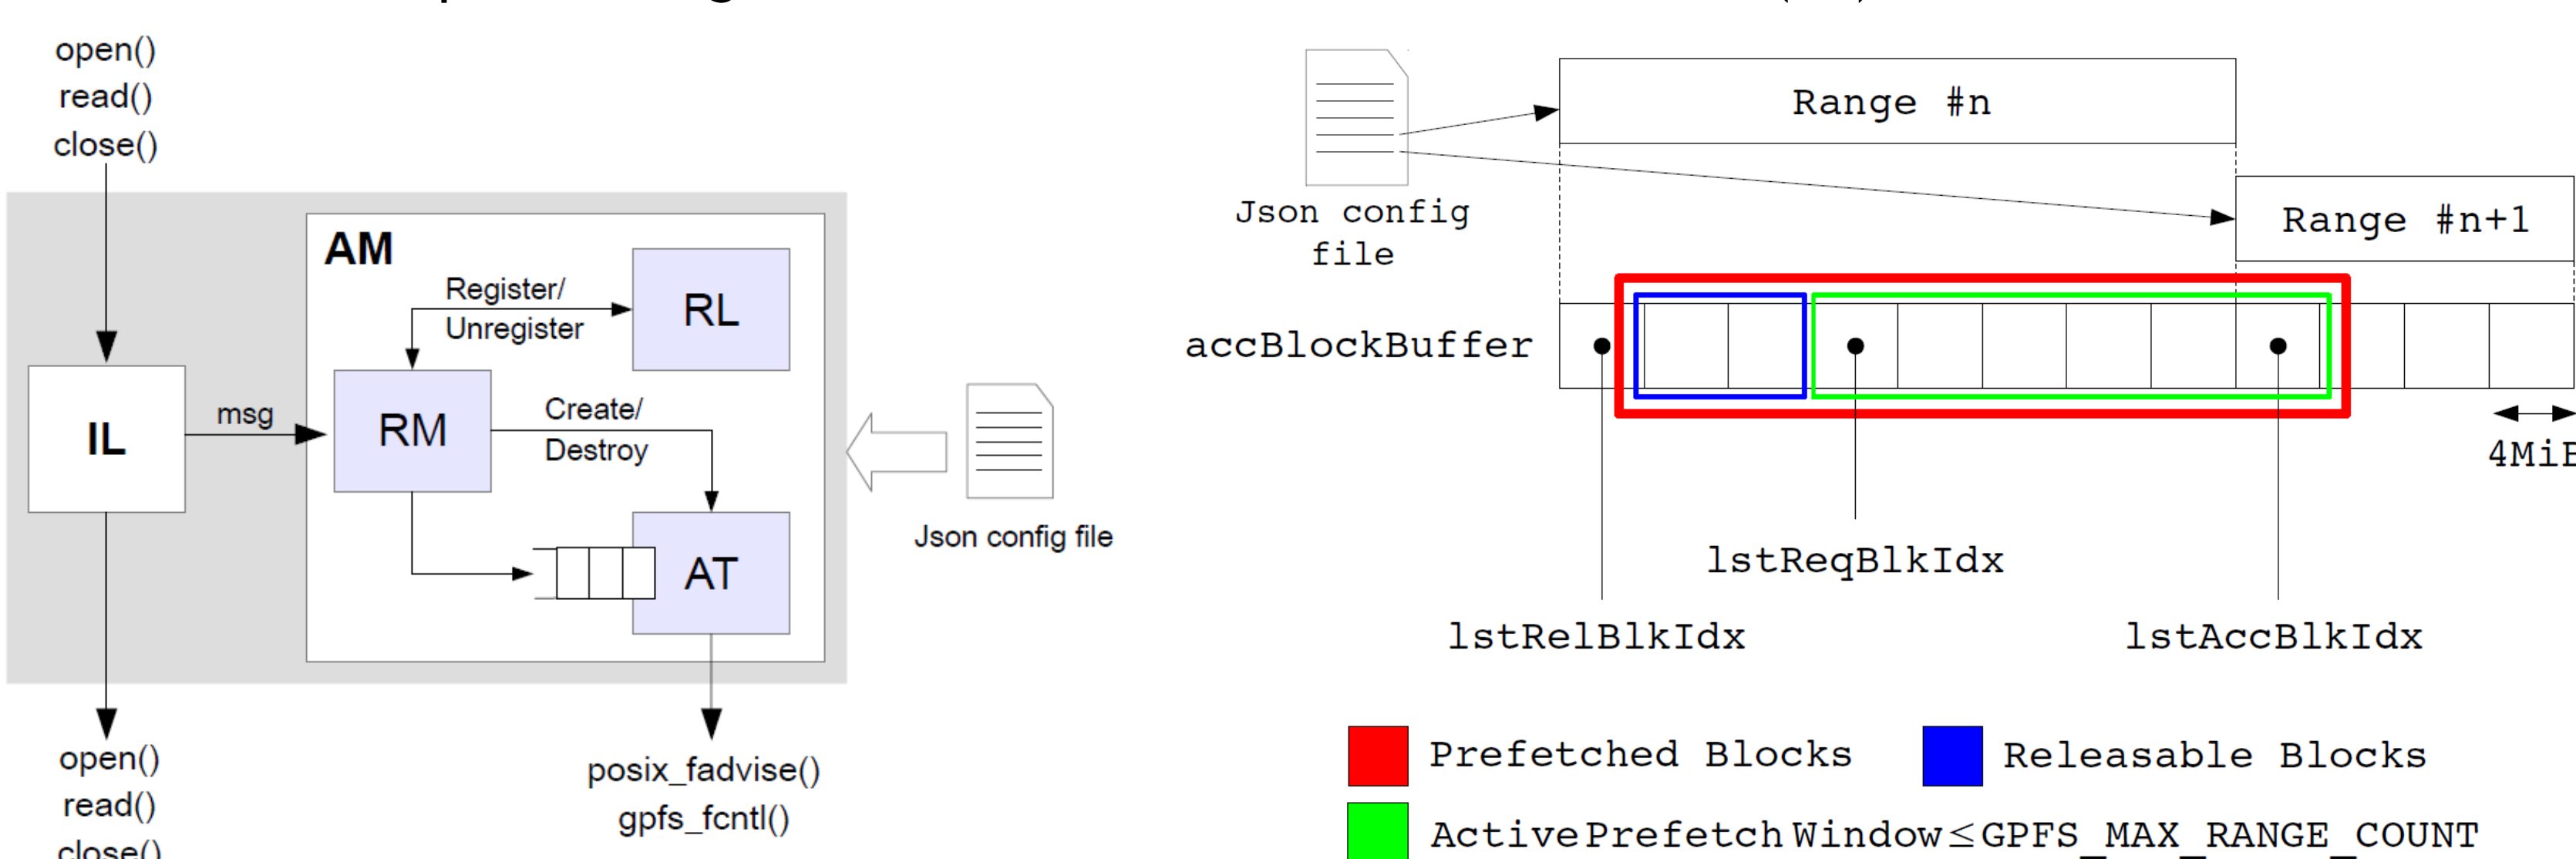 open()
read()
close()
AM
Register/
Unregister
RL
IL
msg
RM
Create/
Destroy
AT
Json config file
open()
read()
close()
posix_fadvise()
gpfs_fcntl()
Json config
file
Range #n
Range #n+1
accBlockBuffer
4MiB
lstReqBlkIdx
lstRelBlkIdx
lstAccBlkIdx
Prefetched Blocks
Releasable Blocks
Active Prefetch Window ≤ GPFS_MAX_RANGE_COUNT